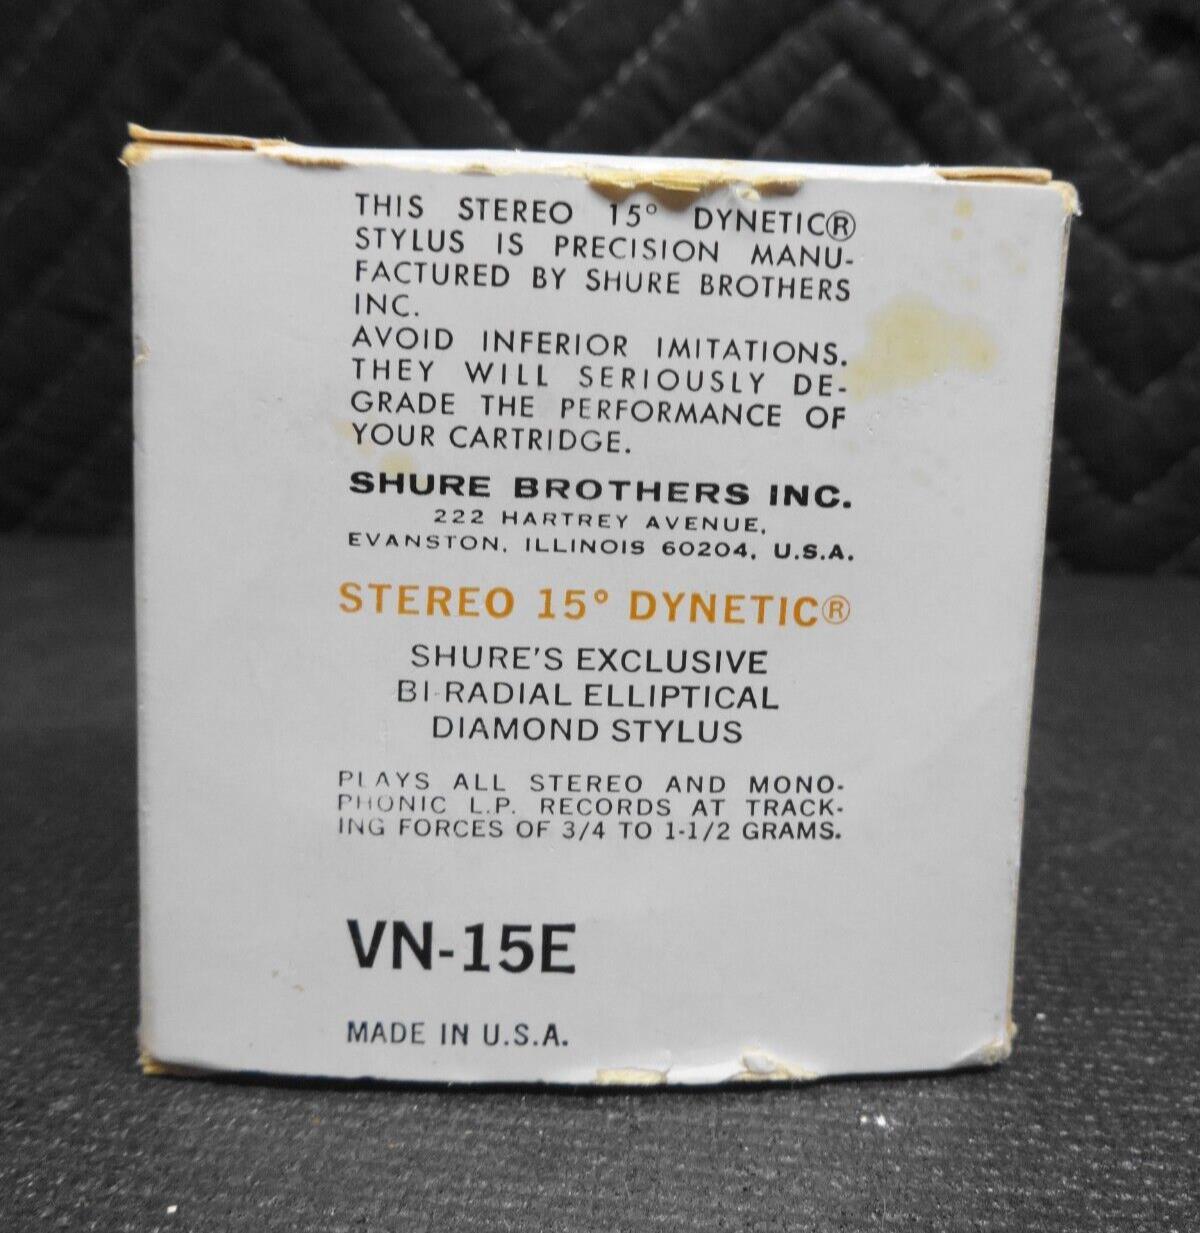 THIS STEREO 15° DYNETIC®
STYLUS IS PRECISION MANU-
FACTURED BY SHURE BROTHERS
INC.
AVOID INFERIOR IMITATIONS.
THEY WILL SERIOUSLY DE-
GRADE THE PERFORMANCE OF
YOUR CARTRIDGE.
SHURE BROTHERS INC.
222 HARTREY AVENUE,
EVANSTON, ILLINOIS 60204, U.S.A.
STEREO 15° DYNETIC®
SHURE'S EXCLUSIVE
BI-RADIAL ELLIPTICAL
DIAMOND STYLUS
PLAYS ALL STEREO AND MONO-
PHONIC L.P. RECORDS AT TRACK-
ING FORCES OF 3/4 TO 1-1/2 GRAMS.
VN-15E
MADE IN U.S.A.